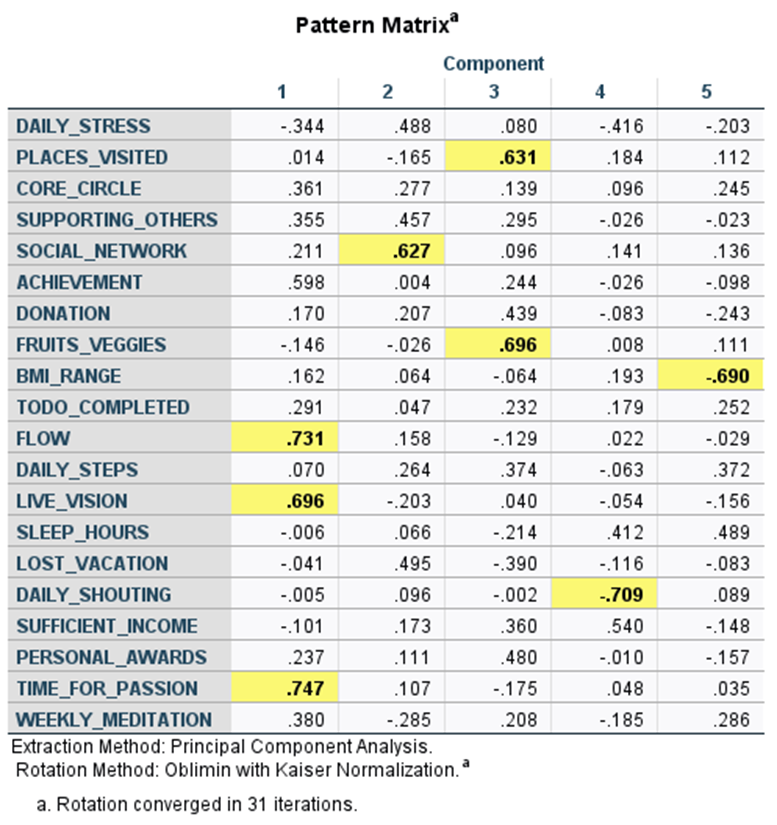 Pattern Matrixa
Component
1 2 3 4 5
DAILY_STRESS -.344 .488 .080 -.416 -.203
PLACES_VISITED .014 -.165 .631 .184 .112
CORE_CIRCLE .361 .277 .139 .096 .245
SUPPORTING_OTHERS .355 .457 .295 -.026 -.023
SOCIAL_NETWORK .211 .627 .096 .141 .136
ACHIEVEMENT .598 .004 .244 -.026 -.098
DONATION .170 .207 .439 -.083 -.243
FRUITS_VEGGIES -.146 -.026 .696 .008 .111
BMI_RANGE .162 .064 -.064 .193 -.690
TODO_COMPLETED .291 .047 .232 .179 .252
FLOW .731 .158 -.129 .022 -.029
DAILY_STEPS .070 .264 .374 -.063 .372
LIVE_VISION .696 -.203 .040 -.054 -.156
SLEEP_HOURS -.006 .066 -.214 .412 .489
LOST_VACATION -.041 .495 -.390 -.116 -.083
DAILY_SHOUTING -.005 .096 -.002 -.709 .089
SUFFICIENT_INCOME -.101 .173 .360 .540 -.148
PERSONAL_AWARDS .237 .111 .480 -.010 -.157
TIME_FOR_PASSION .747 .107 -.175 .048 .035
WEEKLY_MEDITATION .380 -.285 .208 -.185 .286
Extraction Method: Principal Component Analysis.
Rotation Method: Oblimin with Kaiser Normalization.a
a. Rotation converged in 31 iterations.